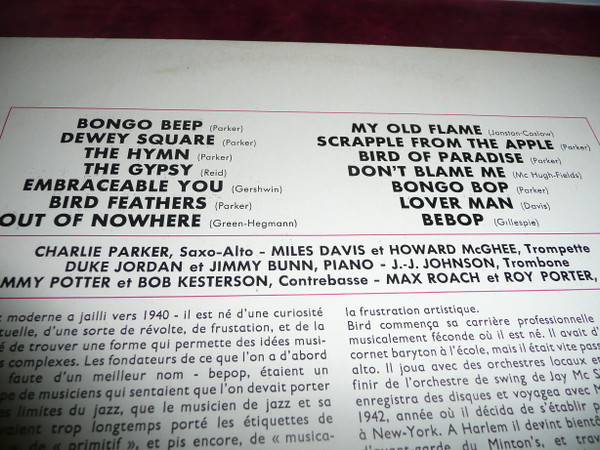 BONGO BEEP (Parker)
DEWEY SQUARE (Parker)
THE HYMN (Parker)
THE GYPSY (Reid)
EMBRACEABLE YOU (Gershwin)
BIRD FEATHERS (Parker)
OUT OF NOWHERE (Green-Hegmann)
MY OLD FLAME (Jonston-Coslow)
SCRAPPLE FROM THE APPLE (Parker)
BIRD OF PARADISE (Parker)
DON'T BLAME ME (Mc Hugh-Fields)
BONGO BOP (Parker)
LOVER MAN (Davis)
BEBOP (Gillespie)
CHARLIE PARKER, Saxo-Alto - MILES DAVIS et HOWARD McGHEE, Trompette
DUKE JORDAN et JIMMY BUNN, PIANO - J.-J. JOHNSON, Trombone
MMY POTTER et BOB KESTERSON, Contrebasse - MAX ROACH et ROY PORTER,
moderne a jailli vers 1940 - il est né d'une curiosité
tuelle, d'une sorte de révolte, de frustation, et de la
é de trouver une forme qui permette des idées musi-
s complexes. Les fondateurs de ce que l'on a d'abord
faute d'un meilleur nom - bepop, étaient un
pe de musiciens qui sentaient que l'on devait porter
es limites du jazz, que le musicien de jazz et sa
vaient trop longtemps porté les étiquettes de
de « primitif », et pis encore, de « musica-
la frustration artistique.
Bird commença sa carrière professionnelle
musicalement féconde où il est né. Il avait d'
cornet baryton à l'école, mais il était vite pass
alto. Il joua avec des orchestres locaux en
finir de l'orchestre de swing de Jay Mc S
enregistra des disques et voyagea avec M
1942, année où il décida de s'établir p
à New-York. A Harlem il devint bient
d'avant-garde du Minton's, et trav